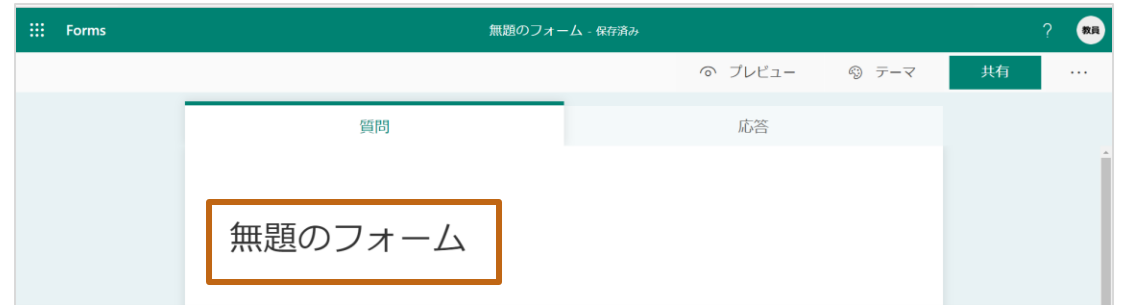 Forms 無題のフォーム - 保存済み ? 教員
プレビュー テーマ 共有 ...
質問 応答
無題のフォーム